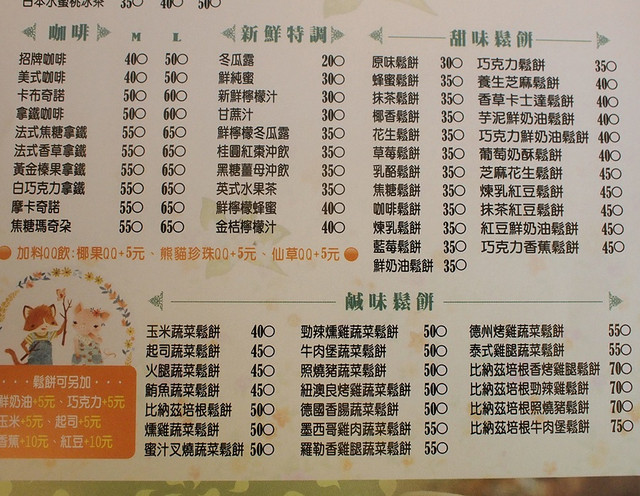 日本水蜜桃冰茶 35 40 50
咖啡 M L
招牌咖啡 40 50
美式咖啡 40 50
卡布奇諾 50 60
拿鐵咖啡 50 60
法式焦糖拿鐵 55 65
法式香草拿鐵 55 65
黃金榛果拿鐵 55 65
白巧克力拿鐵 55 65
摩卡奇諾 55 65
焦糖瑪奇朵 55 65
新鮮特調
冬瓜露 20
鮮純蜜 30
新鮮檸檬汁 30
甘蔗汁 30
鮮檸檬冬瓜露 35
桂圓紅棗沖飲 35
黑糖薑母沖飲 35
英式水果茶 35
鮮檸檬蜂蜜 40
金桔檸檬汁 40
加料QQ飲:椰果QQ+5元、熊貓珍珠QQ+5元、仙草QQ+5元
甜味鬆餅
原味鬆餅 30
蜂蜜鬆餅 35
抹茶鬆餅 35
椰香鬆餅 35
花生鬆餅 35
草莓鬆餅 35
乳酪鬆餅 35
焦糖鬆餅 35
咖啡鬆餅 35
煉乳鬆餅 35
藍莓鬆餅 35
鮮奶油鬆餅 35
巧克力鬆餅 35
養生芝麻鬆餅 40
香草卡士達鬆餅 40
芋泥鮮奶油鬆餅 40
巧克力鮮奶油鬆餅 40
葡萄奶酥鬆餅 40
芝麻花生鬆餅 45
煉乳紅豆鬆餅 45
抹茶紅豆鬆餅 45
紅豆鮮奶油鬆餅 45
巧克力香蕉鬆餅 45
鹹味鬆餅
玉米蔬菜鬆餅 40
起司蔬菜鬆餅 45
火腿蔬菜鬆餅 45
鮪魚蔬菜鬆餅 45
比納茲培根鬆餅 50
燻雞蔬菜鬆餅 50
蜜汁叉燒蔬菜鬆餅 50
勁辣燻雞蔬菜鬆餅 50
牛肉堡蔬菜鬆餅 50
照燒豬蔬菜鬆餅 50
紐澳良烤雞蔬菜鬆餅 50
德國香腸蔬菜鬆餅 50
墨西哥雞肉蔬菜鬆餅 55
羅勒香雞腿蔬菜鬆餅 55
德州烤雞蔬菜鬆餅 55
泰式雞腿蔬菜鬆餅 55
比納茲培根香烤雞腿鬆餅 70
比納茲培根勁辣雞鬆餅 70
比納茲培根照燒豬鬆餅 70
比納茲培根牛肉堡鬆餅 75
···鬆餅可另加···
鮮奶油+5元、巧克力+5元
玉米+5元、起司+5元
香蕉+10元、紅豆+10元